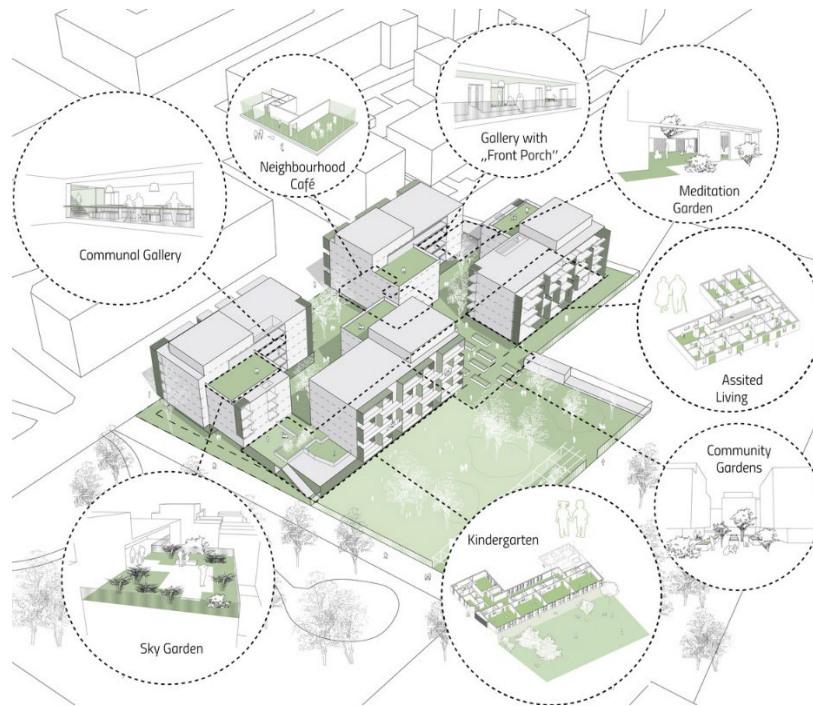 Neighbourhood
Café
Gallery with
„Front Porch“
Meditation
Garden
Communal Gallery
Assited
Living
Community
Gardens
Kindergarten
Sky Garden